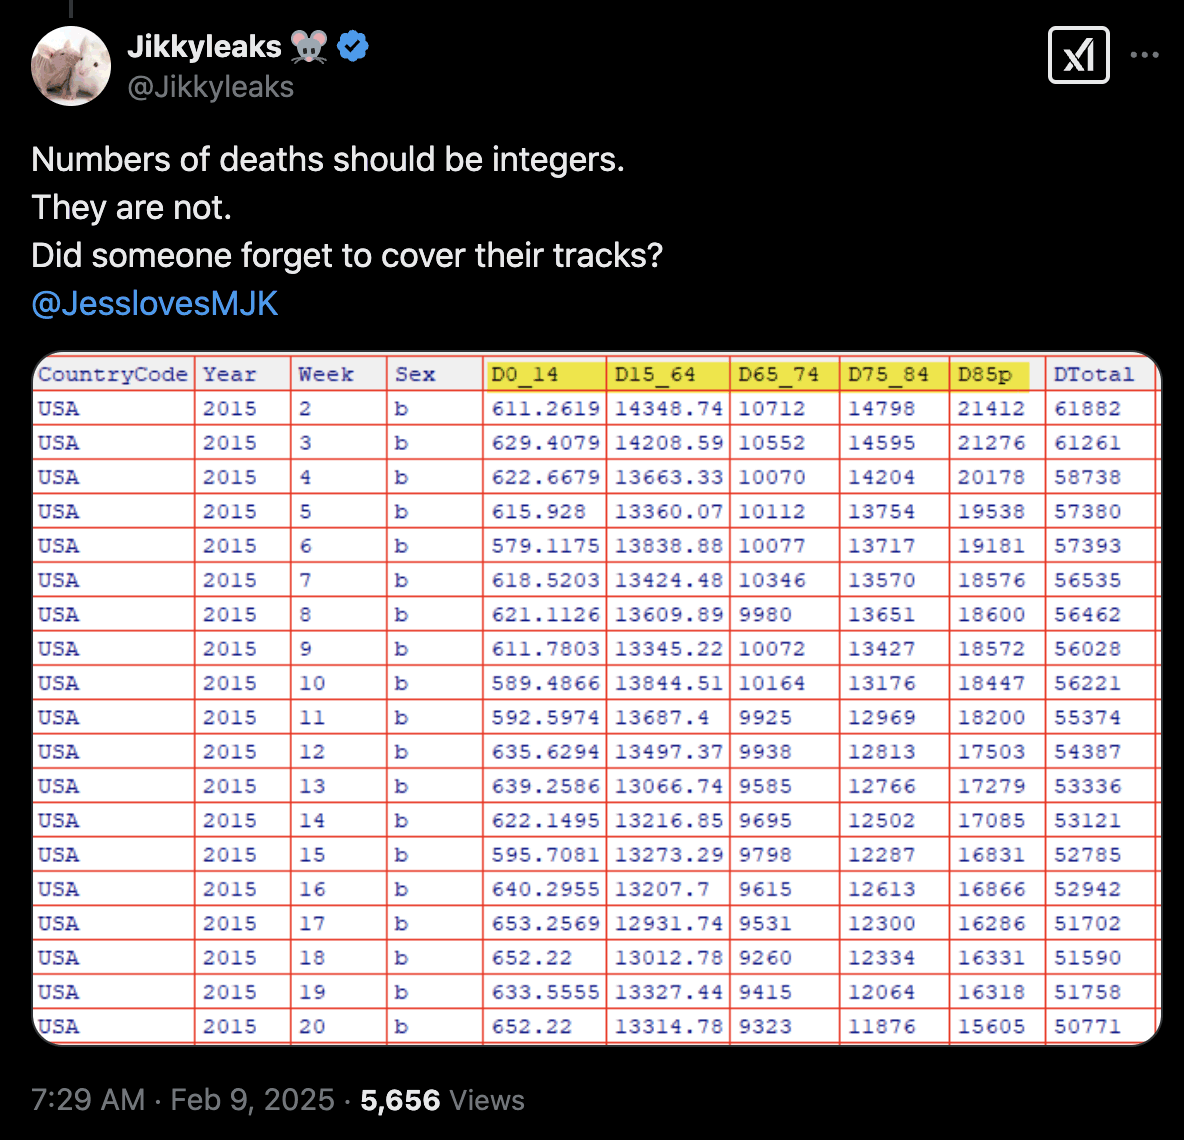 Jikkyleaks 🐭
@Jikkyleaks
Numbers of deaths should be integers.
They are not.
Did someone forget to cover their tracks?
@JesslovesMJK
CountryCode Year Week Sex D0_14 D15_64 D65_74 D75_84 D85p DTotal
USA 2015 2 b 611.2619 14348.74 10712 14798 21412 61882
USA 2015 3 b 629.4079 14208.59 10552 14595 21276 61261
USA 2015 4 b 622.6679 13663.33 10070 14204 20178 58738
USA 2015 5 b 615.928 13360.07 10112 13754 19538 57380
USA 2015 6 b 579.1175 13838.88 10077 13717 19181 57393
USA 2015 7 b 618.5203 13424.48 10346 13570 18576 56535
USA 2015 8 b 621.1126 13609.89 9980 13651 18600 56462
USA 2015 9 b 611.7803 13345.22 10072 13427 18572 56028
USA 2015 10 b 589.4866 13844.51 10164 13176 18447 56221
USA 2015 11 b 592.5974 13687.4 9925 12969 18200 55374
USA 2015 12 b 635.6294 13497.37 9938 12813 17503 54387
USA 2015 13 b 639.2586 13066.74 9585 12766 17279 53336
USA 2015 14 b 622.1495 13216.85 9695 12502 17085 53121
USA 2015 15 b 595.7081 13273.29 9798 12287 16831 52785
USA 2015 16 b 640.2955 13207.7 9615 12613 16866 52942
USA 2015 17 b 653.2569 12931.74 9531 12300 16286 51702
USA 2015 18 b 652.22 13012.78 9260 12334 16331 51590
USA 2015 19 b 633.5555 13327.44 9415 12064 16318 51758
USA 2015 20 b 652.22 13314.78 9323 11876 15605 50771
7:29 AM · Feb 9, 2025 · 5,656 Views